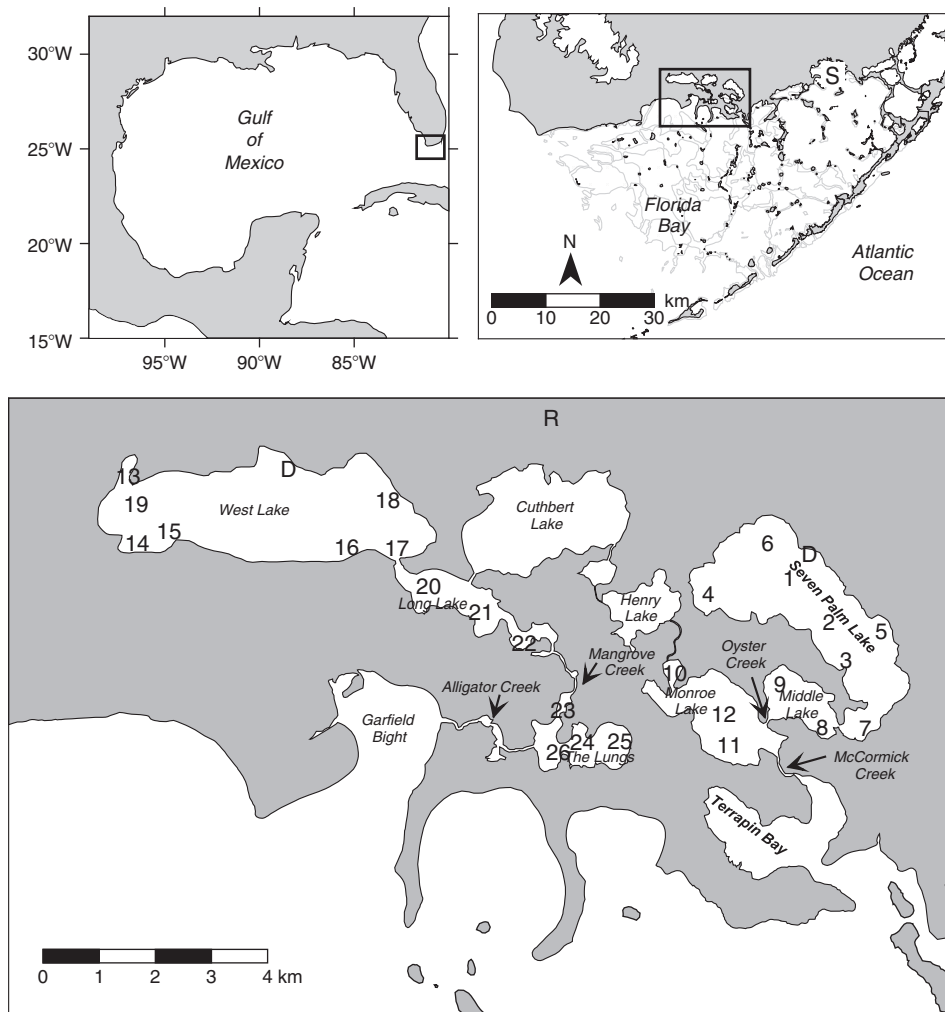 30°W
25°W
20°W
15°W
95°W
90°W
85°W
Gulf
of
Mexico
S
Florida
Bay
N
Atlantic
Ocean
km
0
10
20
30
R
13
D
19
West Lake
18
15
14
16
17
Cuthbert
Lake
6
D
1
Seven Palm Lake
4
2
5
3
20
Long Lake
21
Henry
Lake
22
Mangrove
Creek
Oyster
Creek
10
9
Alligator Creek
Monroe
Lake
Middle
Lake
23
12
8
7
Garfield
Bight
24
25
26
The Lungs
11
McCormick
Creek
Terrapin Bay
0
1
2
3
4 km